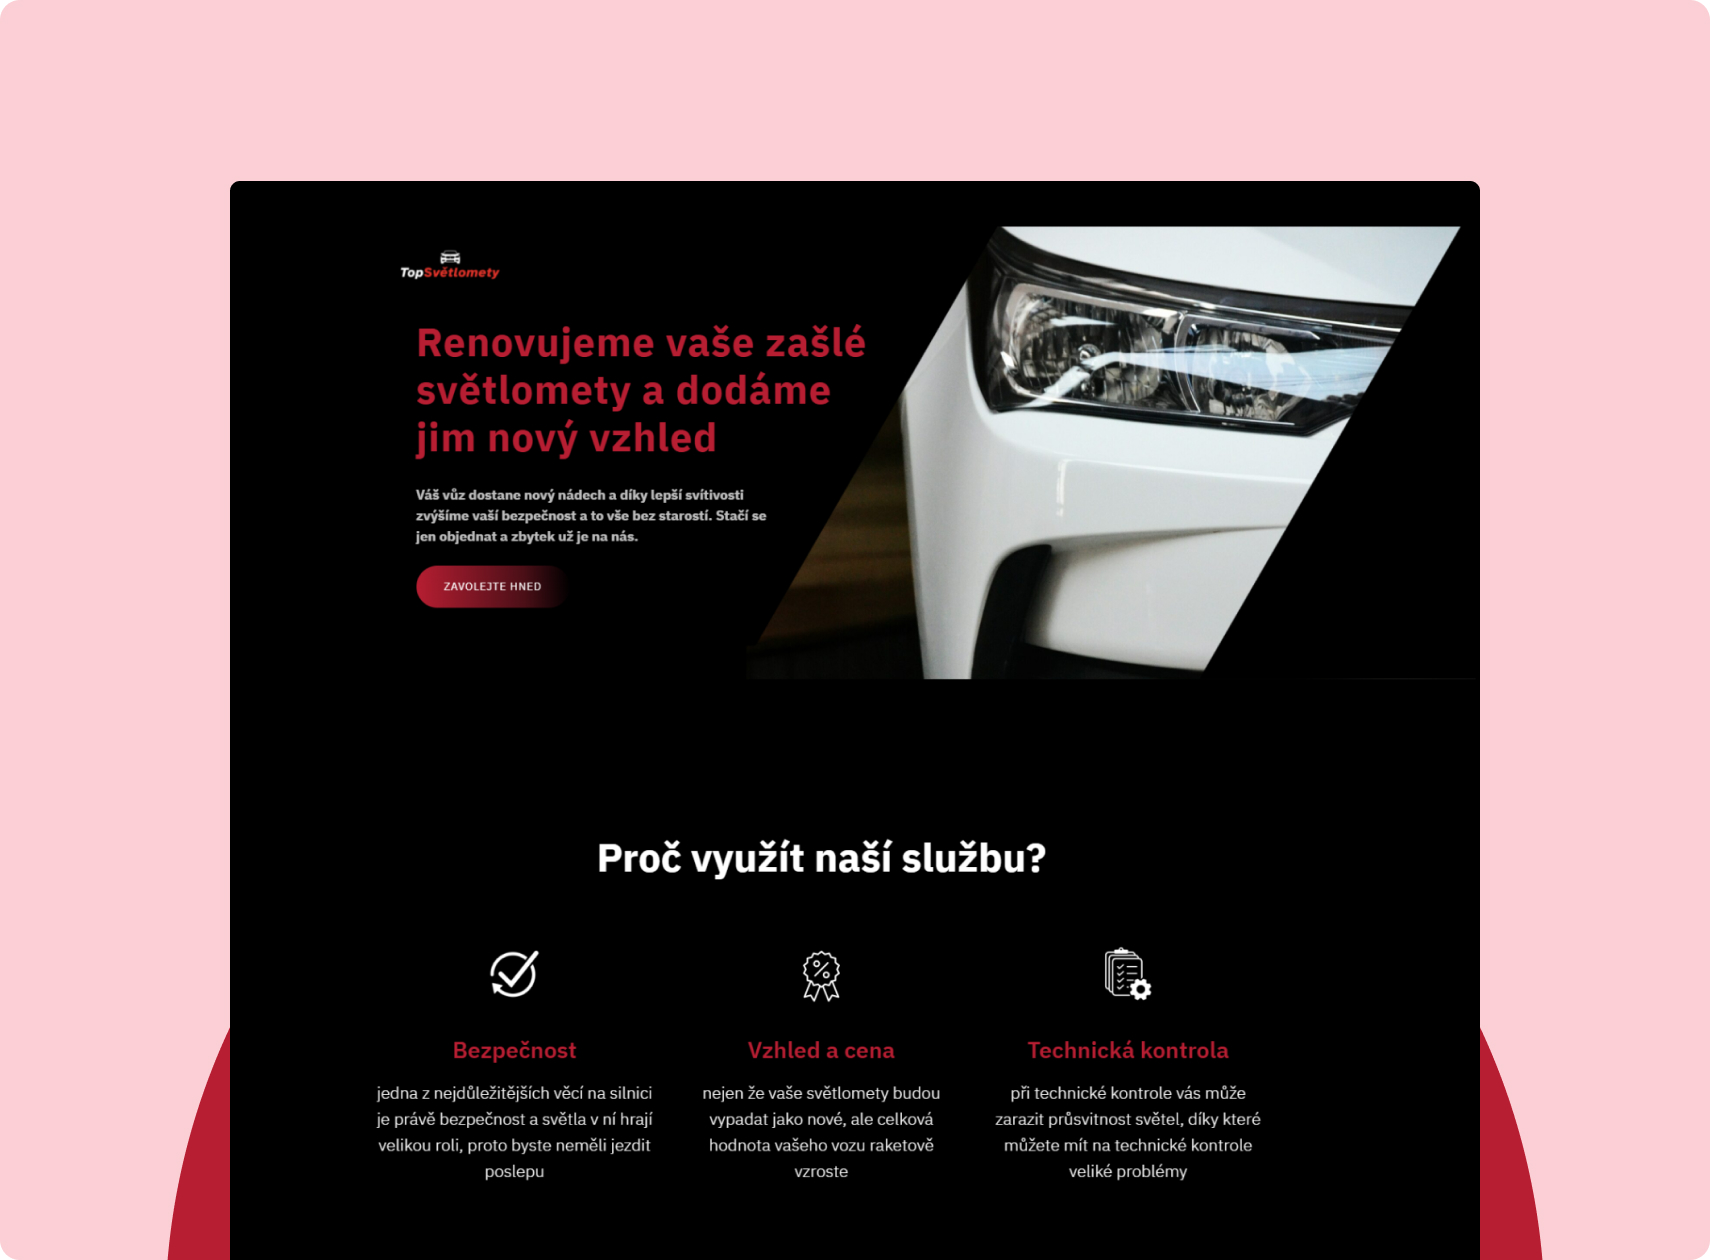 TopSvětlomety
Renovujeme vaše zašlé
světlomety a dodáme
jim nový vzhled
Váš vůz dostane nový nádech a díky lepší svítivosti
zvýšíme vaší bezpečnost a to vše bez starostí. Stačí se
jen objednat a zbytek už je na nás.
ZAVOLEJTE HNED
Proč využít naší službu?
Bezpečnost
jedna z nejdůležitějších věcí na silnici
je právě bezpečnost a světla v ní hrají
velikou roli, proto byste neměli jezdit
poslepu
Vzhled a cena
nejen že vaše světlomety budou
vypadat jako nové, ale celková
hodnota vašeho vozu raketově
vzroste
Technická kontrola
při technické kontrole vás může
zarazit průsvitnost světel, díky které
můžete mít na technické kontrole
veliké problémy